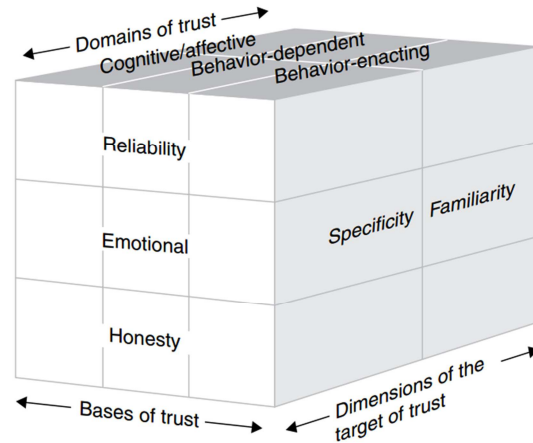 Domains of trust
Cognitive/affective
Behavior-dependent
Behavior-enacting
Reliability
Emotional
Honesty
Specificity
Familiarity
Bases of trust
Dimensions of the
target of trust